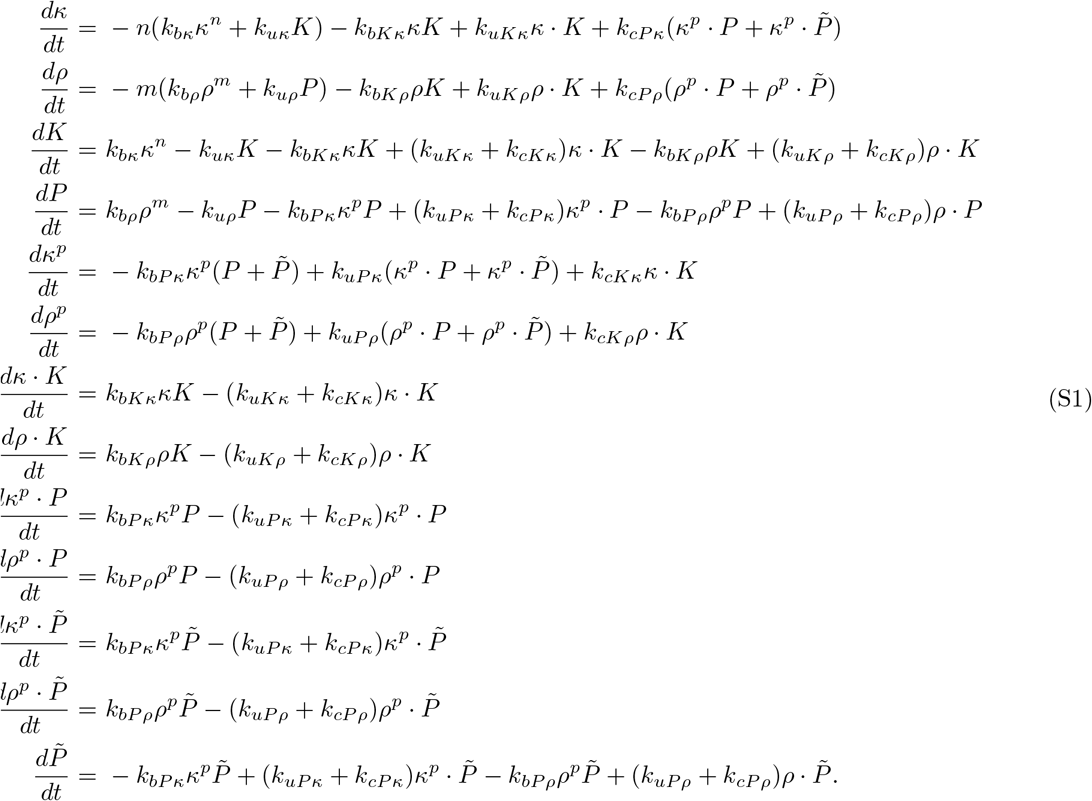 dκ/dt = − n(k_{bκ}κ^n + k_{uκ}K) − k_{bKκ}κK + k_{uKκ}κ · K + k_{cPκ}(κ^p · P + κ^p · P̃)
dρ/dt = − m(k_{bρ}ρ^m + k_{uρ}P) − k_{bKρ}ρK + k_{uKρ}ρ · K + k_{cPρ}(ρ^p · P + ρ^p · P̃)
dK/dt = k_{bκ}κ^n − k_{uκ}K − k_{bKκ}κK + (k_{uKκ} + k_{cKκ})κ · K − k_{bKρ}ρK + (k_{uKρ} + k_{cKρ})ρ · K
dP/dt = k_{bρ}ρ^m − k_{uρ}P − k_{bPκ}κ^pP + (k_{uPκ} + k_{cPκ})κ^p · P − k_{bPρ}ρ^pP + (k_{uPρ} + k_{cPρ})ρ · P
dκ^p/dt = − k_{bPκ}κ^p(P + P̃) + k_{uPκ}(κ^p · P + κ^p · P̃) + k_{cKκ}κ · K
dρ^p/dt = − k_{bPρ}ρ^p(P + P̃) + k_{uPρ}(ρ^p · P + ρ^p · P̃) + k_{cKρ}ρ · K
dκ · K/dt = k_{bKκ}κK − (k_{uKκ} + k_{cKκ})κ · K (S1)
dρ · K/dt = k_{bKρ}ρK − (k_{uKρ} + k_{cKρ})ρ · K
dκ^p · P/dt = k_{bPκ}κ^pP − (k_{uPκ} + k_{cPκ})κ^p · P
dρ^p · P/dt = k_{bPρ}ρ^pP − (k_{uPρ} + k_{cPρ})ρ^p · P
dκ^p · P̃/dt = k_{bPκ}κ^pP̃ − (k_{uPκ} + k_{cPκ})κ^p · P̃
dρ^p · P̃/dt = k_{bPρ}ρ^pP̃ − (k_{uPρ} + k_{cPρ})ρ^p · P̃
dP̃/dt = − k_{bPκ}κ^pP̃ + (k_{uPκ} + k_{cPκ})κ^p · P̃ − k_{bPρ}ρ^pP̃ + (k_{uPρ} + k_{cPρ})ρ · P̃.